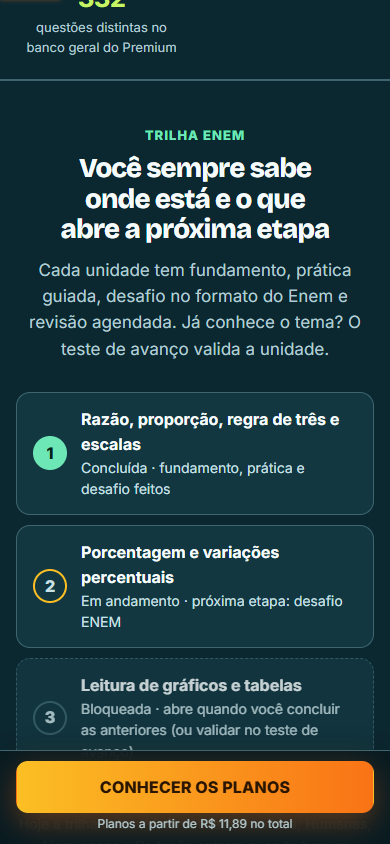 332
questões distintas no
banco geral do Premium
TRILHA ENEM
Você sempre sabe
onde está e o que
abre a próxima etapa
Cada unidade tem fundamento, prática
guiada, desafio no formato do Enem e
revisão agendada. Já conhece o tema? O
teste de avanço valida a unidade.
1
Razão, proporção, regra de três e
escalas
Concluída · fundamento, prática e
desafio feitos
2
Porcentagem e variações
percentuais
Em andamento · próxima etapa: desafio
ENEM
3
Leitura de gráficos e tabelas
Bloqueada · abre quando você concluir
as anteriores (ou validar no teste de
CONHECER OS PLANOS
Planos a partir de R$ 11,89 no total